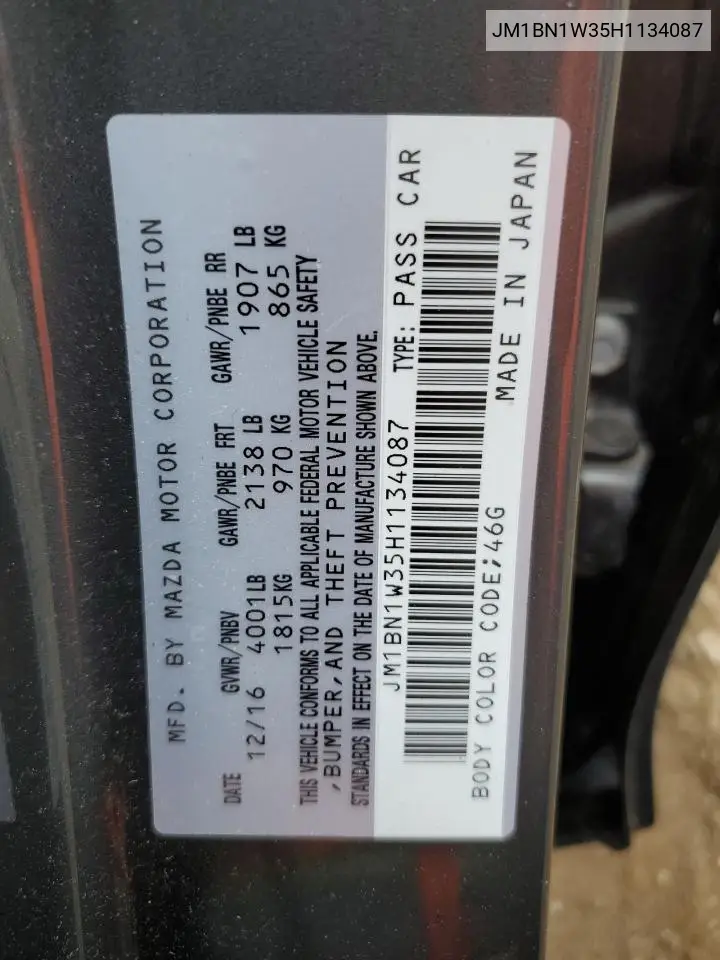 JM1BN1W35H1134087
MFD. BY MAZDA MOTOR CORPORATION
DATE GVWR/PNBV GAWR/PNBE FRT GAWR/PNBE RR
12/16 4001LB 2138 LB 1907 LB
1815KG 970 KG 865 KG
THIS VEHICLE CONFORMS TO ALL APPLICABLE FEDERAL MOTOR VEHICLE SAFETY
,BUMPER,AND THEFT PREVENTION
STANDARDS IN EFFECT ON THE DATE OF MANUFACTURE SHOWN ABOVE.
JM1BN1W35H1134087 TYPE: PASS CAR
BODY COLOR CODE;46G MADE IN JAPAN